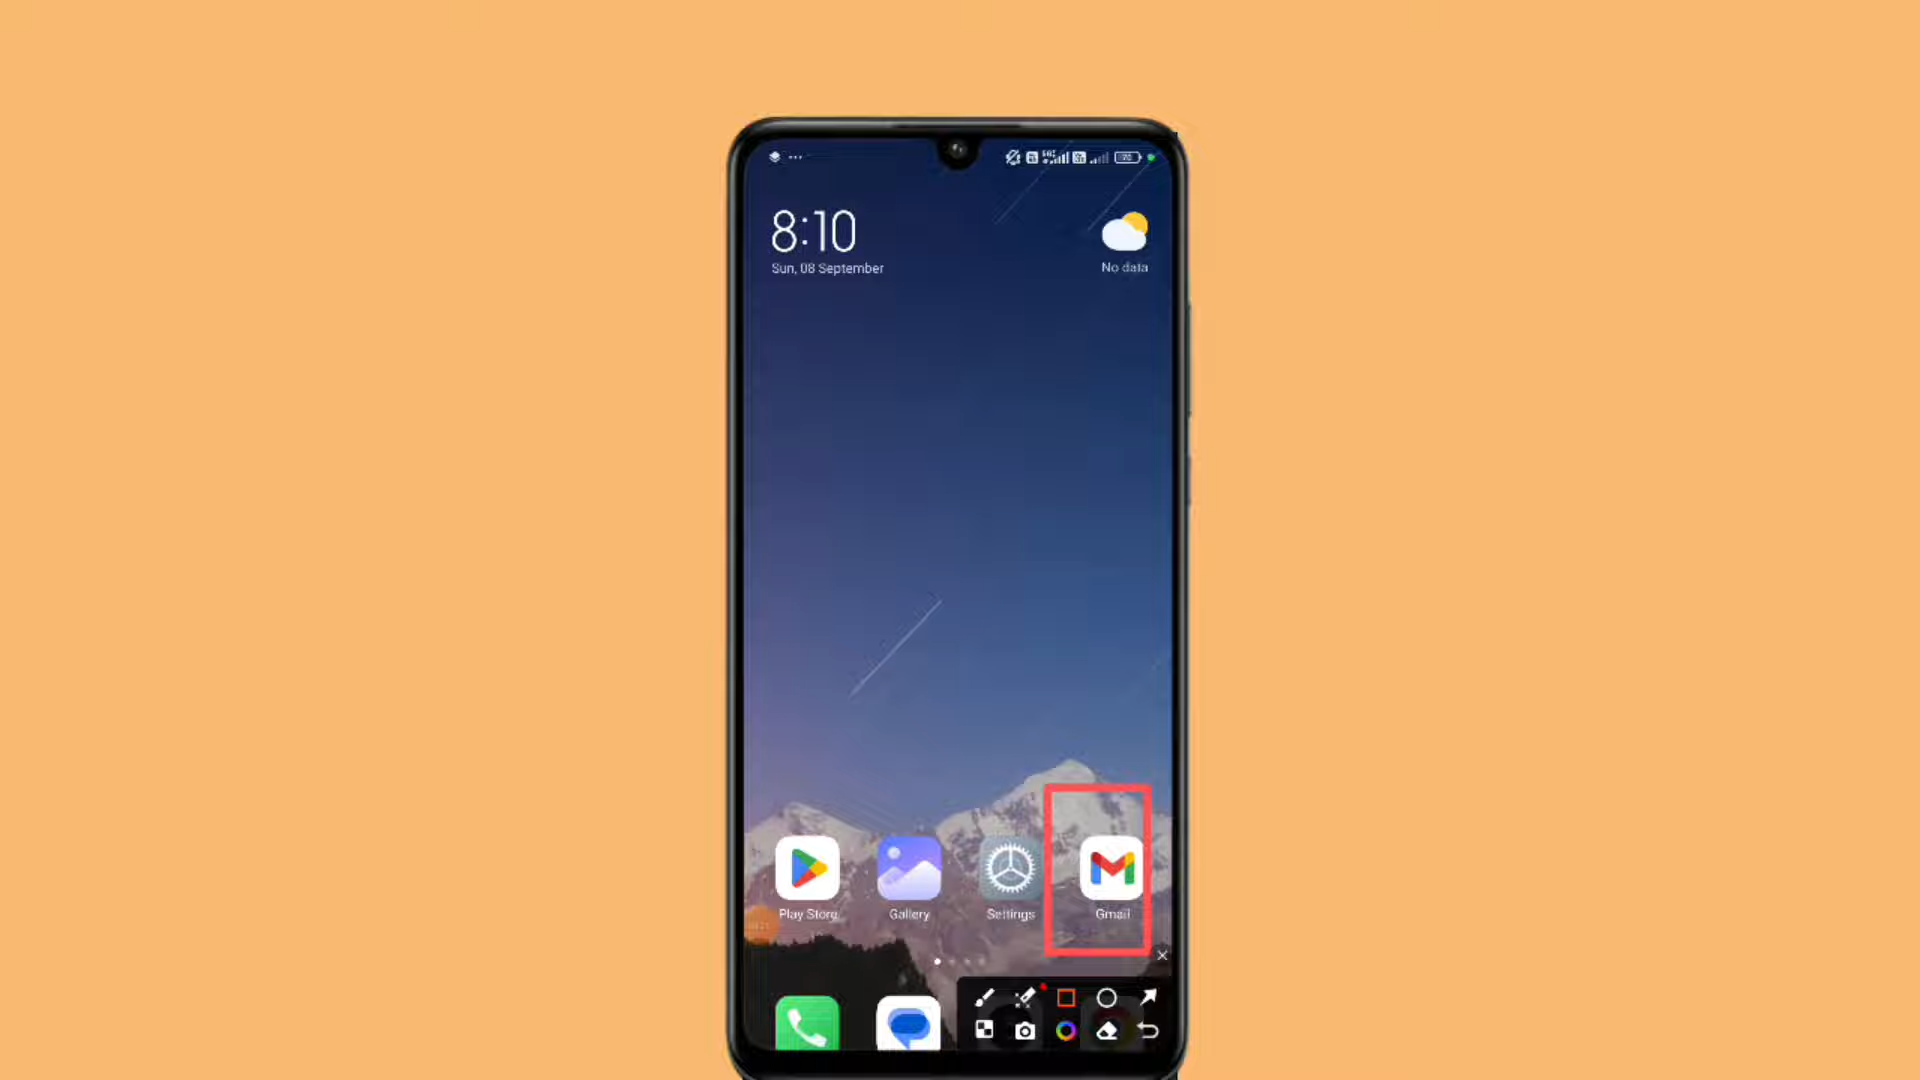 8:10
Sun, 08 September
No data
Play Store
Gallery
Settings
Gmail